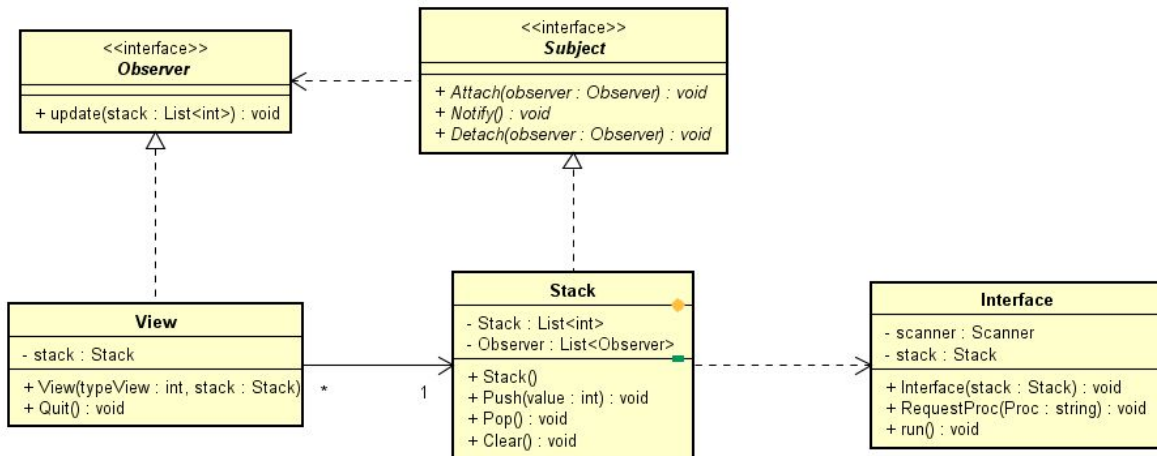 <<interface>>
Observer
+ update(stack : List<int>) : void
<<interface>>
Subject
+ Attach(observer : Observer) : void
+ Notify() : void
+ Detach(observer : Observer) : void
View
- stack : Stack
+ View(typeView : int, stack : Stack)
+ Quit() : void
*
1
Stack
- Stack : List<int>
- Observer : List<Observer>
+ Stack()
+ Push(value : int) : void
+ Pop() : void
+ Clear() : void
Interface
- scanner : Scanner
- stack : Stack
+ Interface(stack : Stack) : void
+ RequestProc(Proc : string) : void
+ run() : void